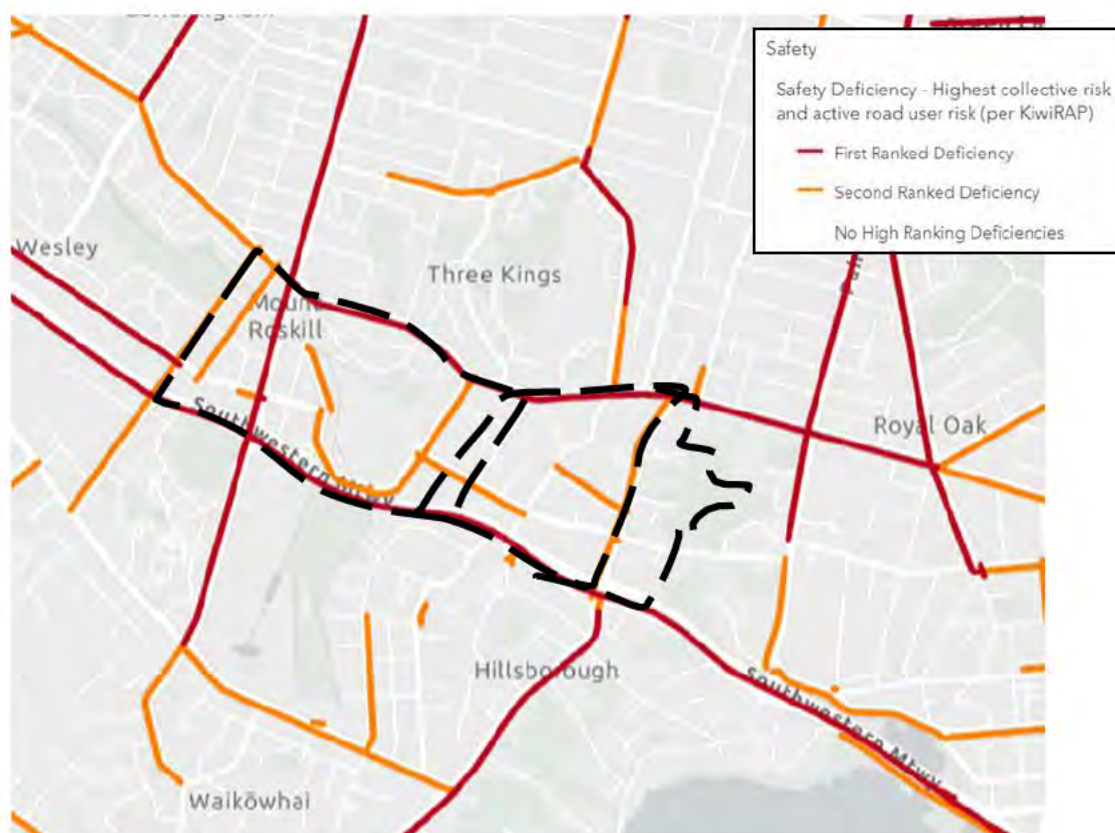 Safety
Safety Deficiency - Highest collective risk
and active road user risk (per KiwiRAP)
First Ranked Deficiency
Second Ranked Deficiency
No High Ranking Deficiencies
Wesley
Three Kings
Mount
Roskill
Royal Oak
Southwestern Mtwy
Hillsborough
Southwestern Mtwy
Waikōwhai